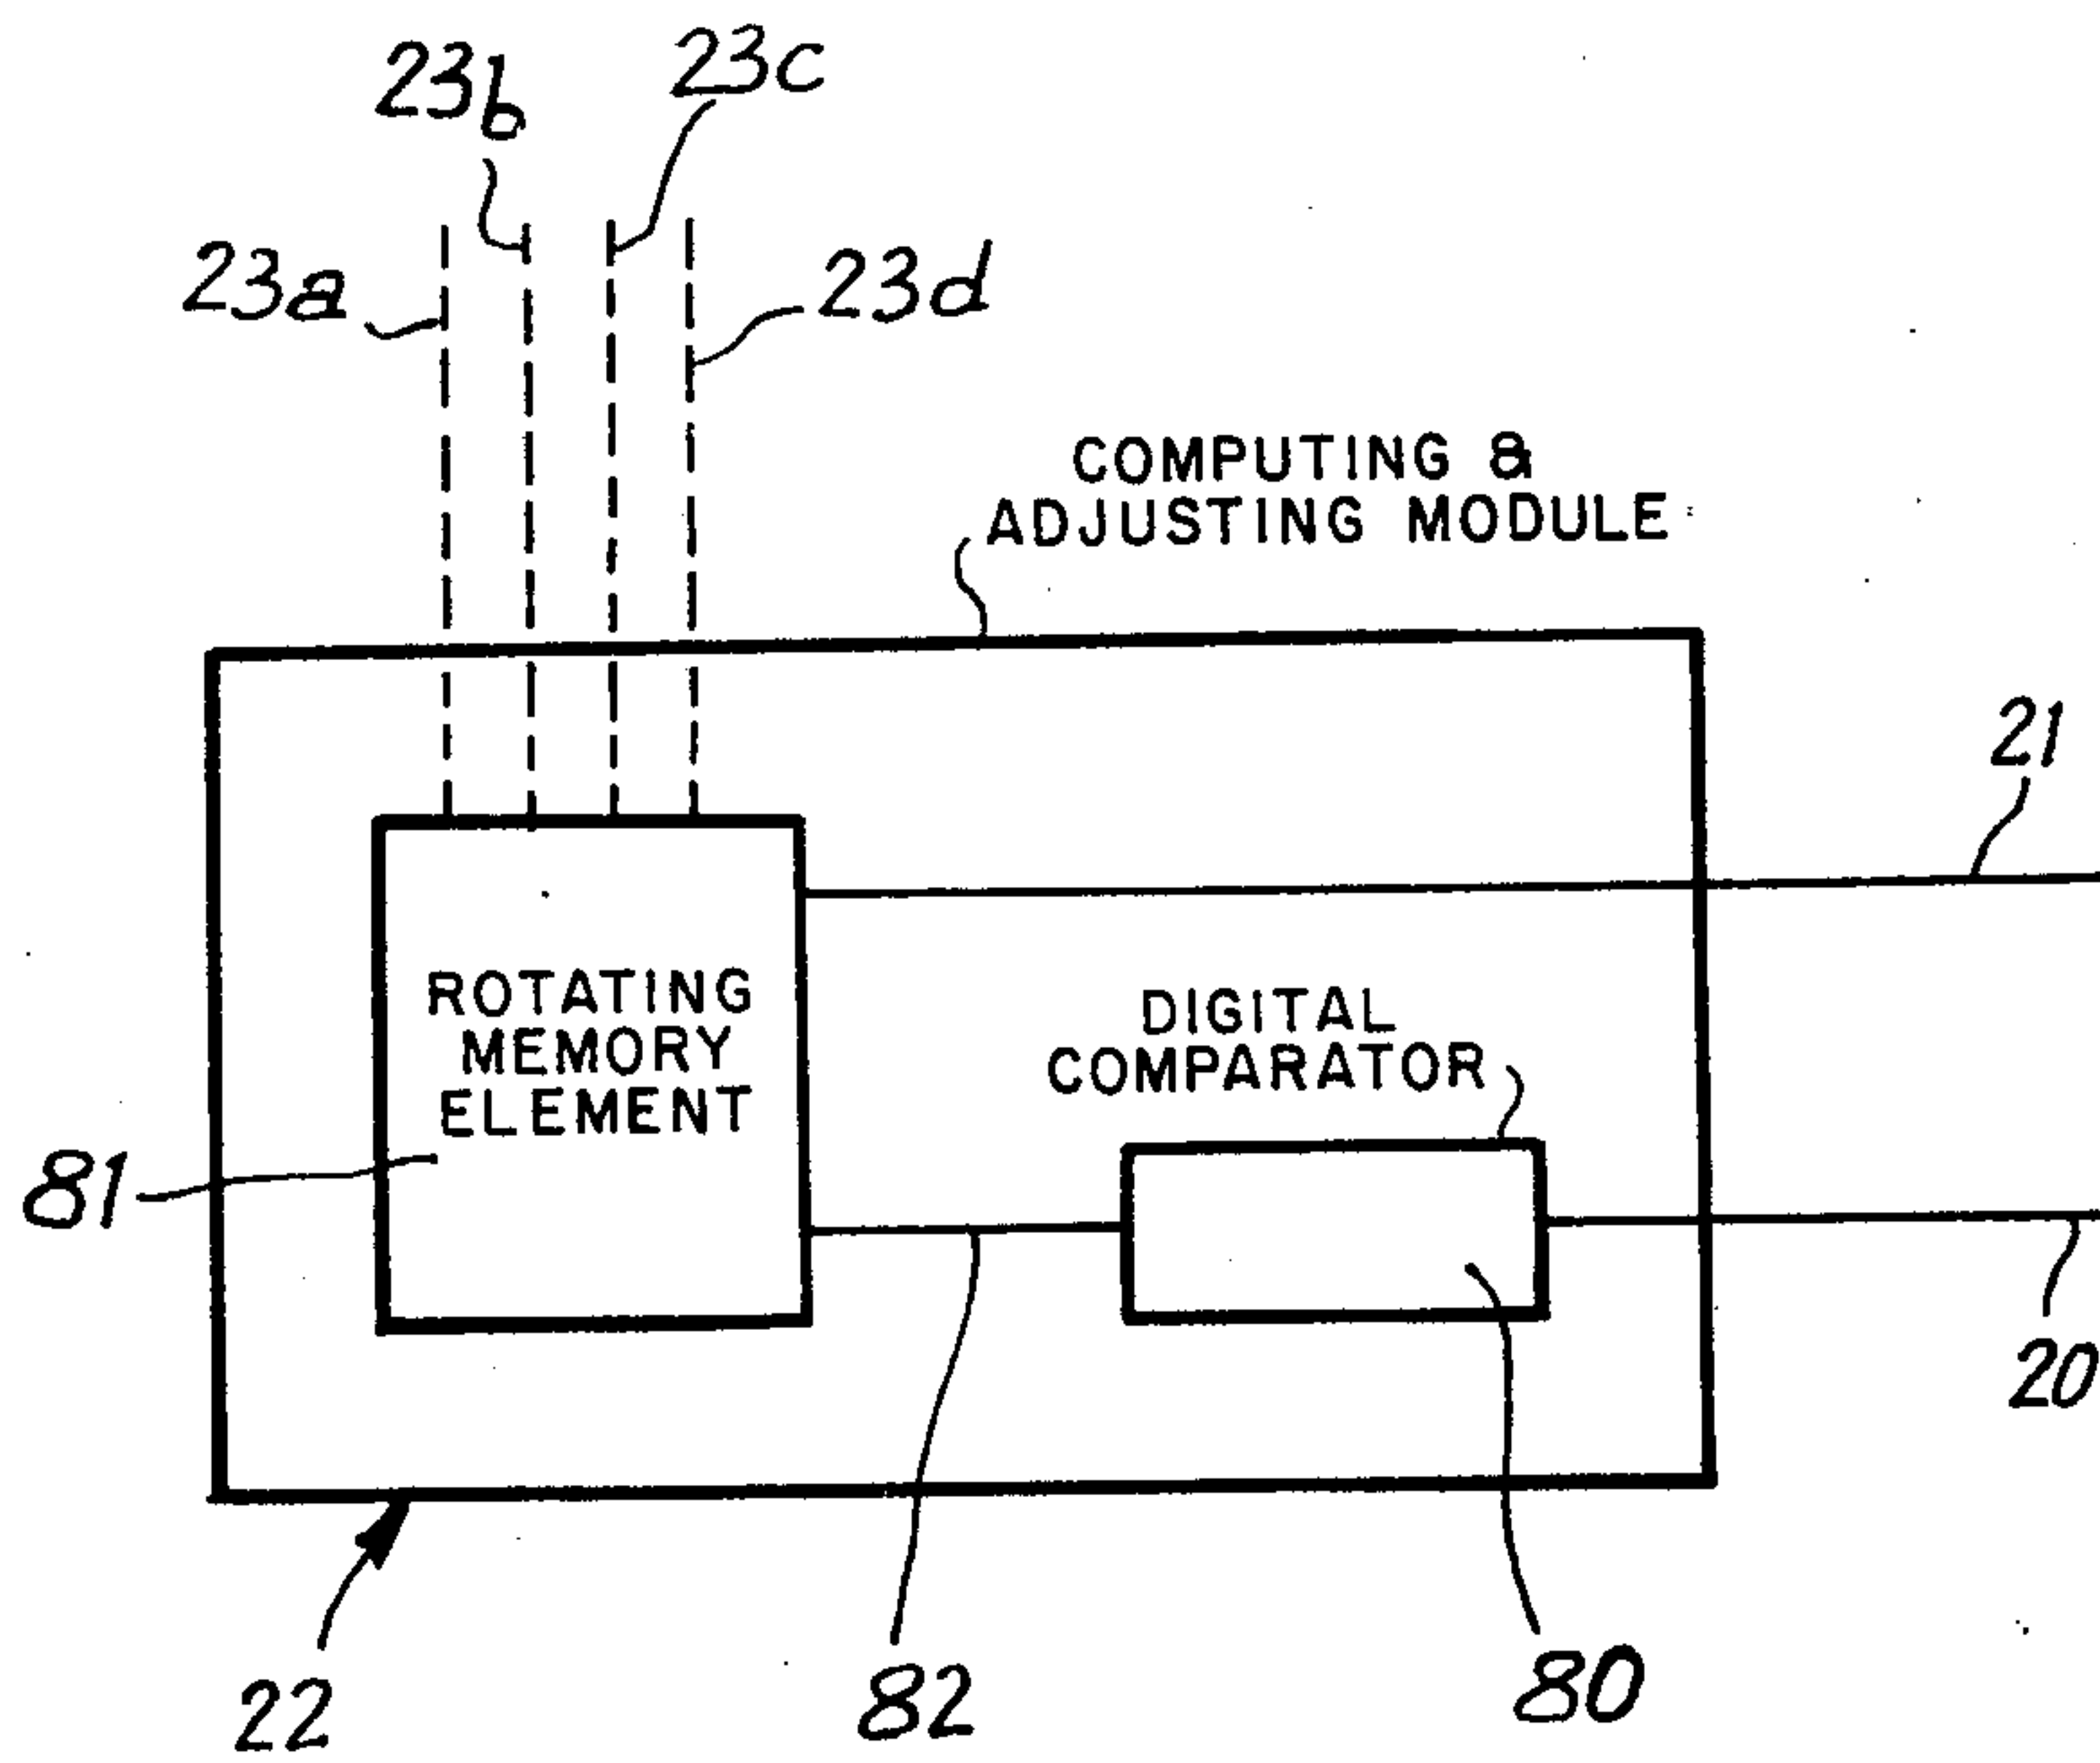 23b
23c
23a
23d
COMPUTING &
ADJUSTING MODULE
21
ROTATING
MEMORY
ELEMENT
DIGITAL
COMPARATOR
81
20
22
82
80